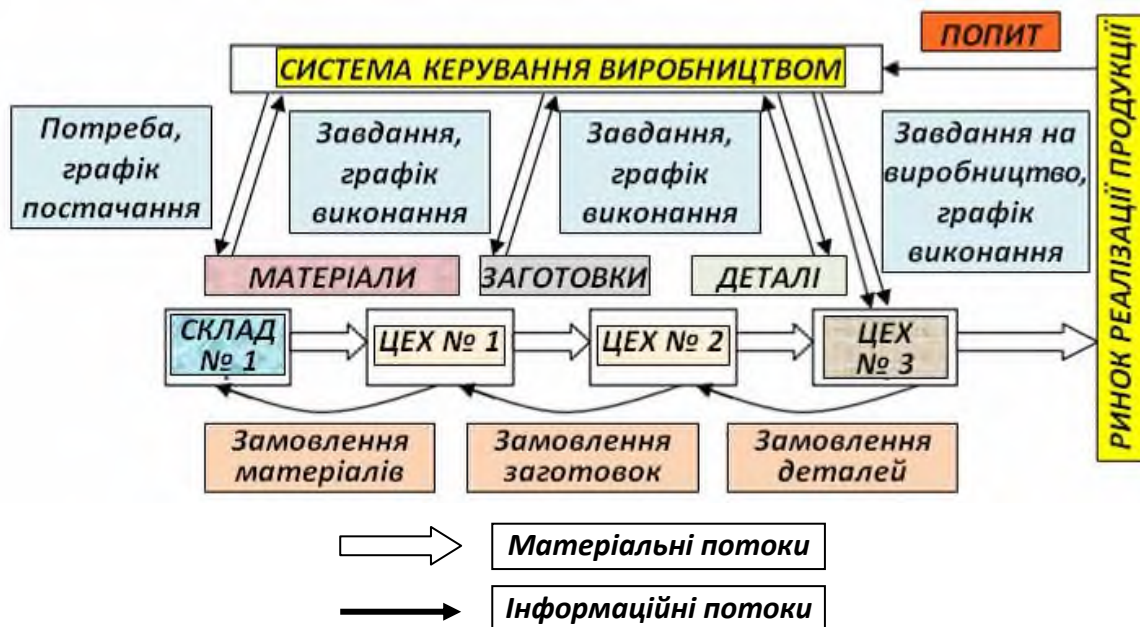 ПОПИТ
СИСТЕМА КЕРУВАННЯ ВИРОБНИЦТВОМ
Потреба,
графік
постачання
Завдання,
графік
виконання
Завдання,
графік
виконання
Завдання на
виробництво,
графік
виконання
РИНОК РЕАЛІЗАЦІЇ ПРОДУКЦІЇ
МАТЕРІАЛИ
ЗАГОТОВКИ
ДЕТАЛІ
СКЛАД
№ 1
ЦЕХ № 1
ЦЕХ № 2
ЦЕХ
№ 3
Замовлення
матеріалів
Замовлення
заготовок
Замовлення
деталей
Матеріальні потоки
Інформаційні потоки